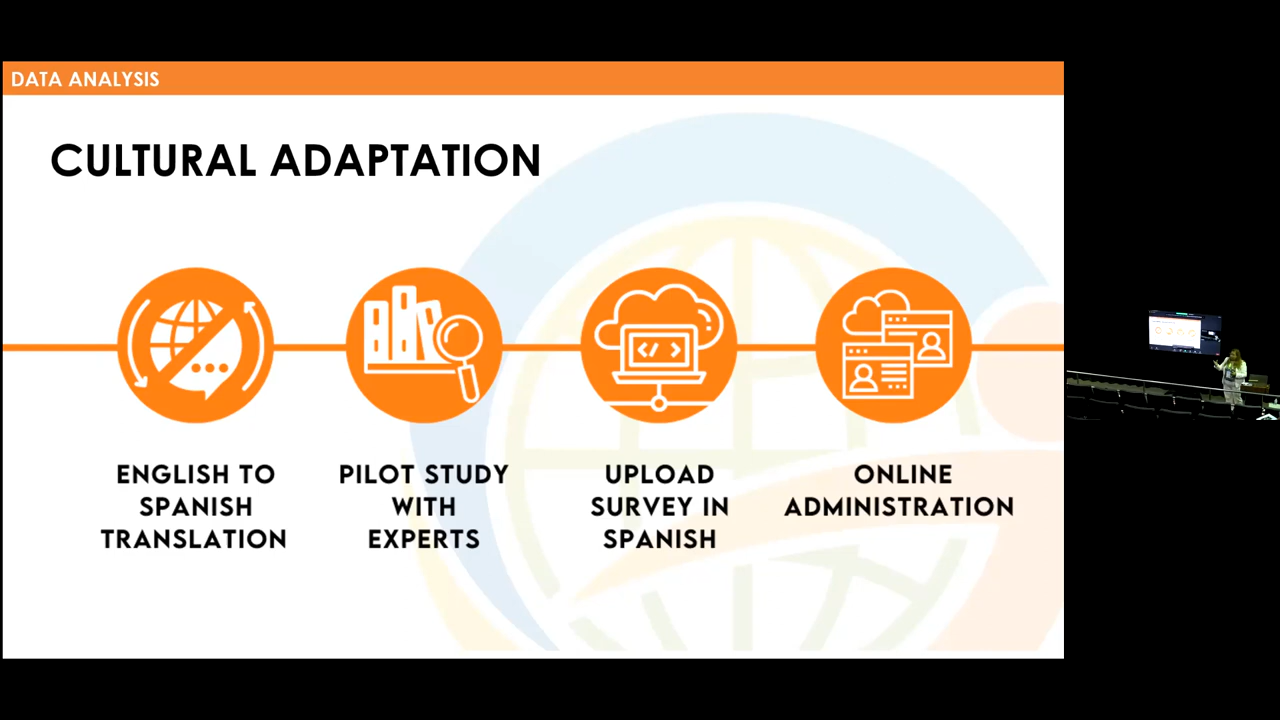 DATA ANALYSIS
CULTURAL ADAPTATION
ENGLISH TO
SPANISH
TRANSLATION
PILOT STUDY
WITH
EXPERTS
UPLOAD
SURVEY IN
SPANISH
ONLINE
ADMINISTRATION